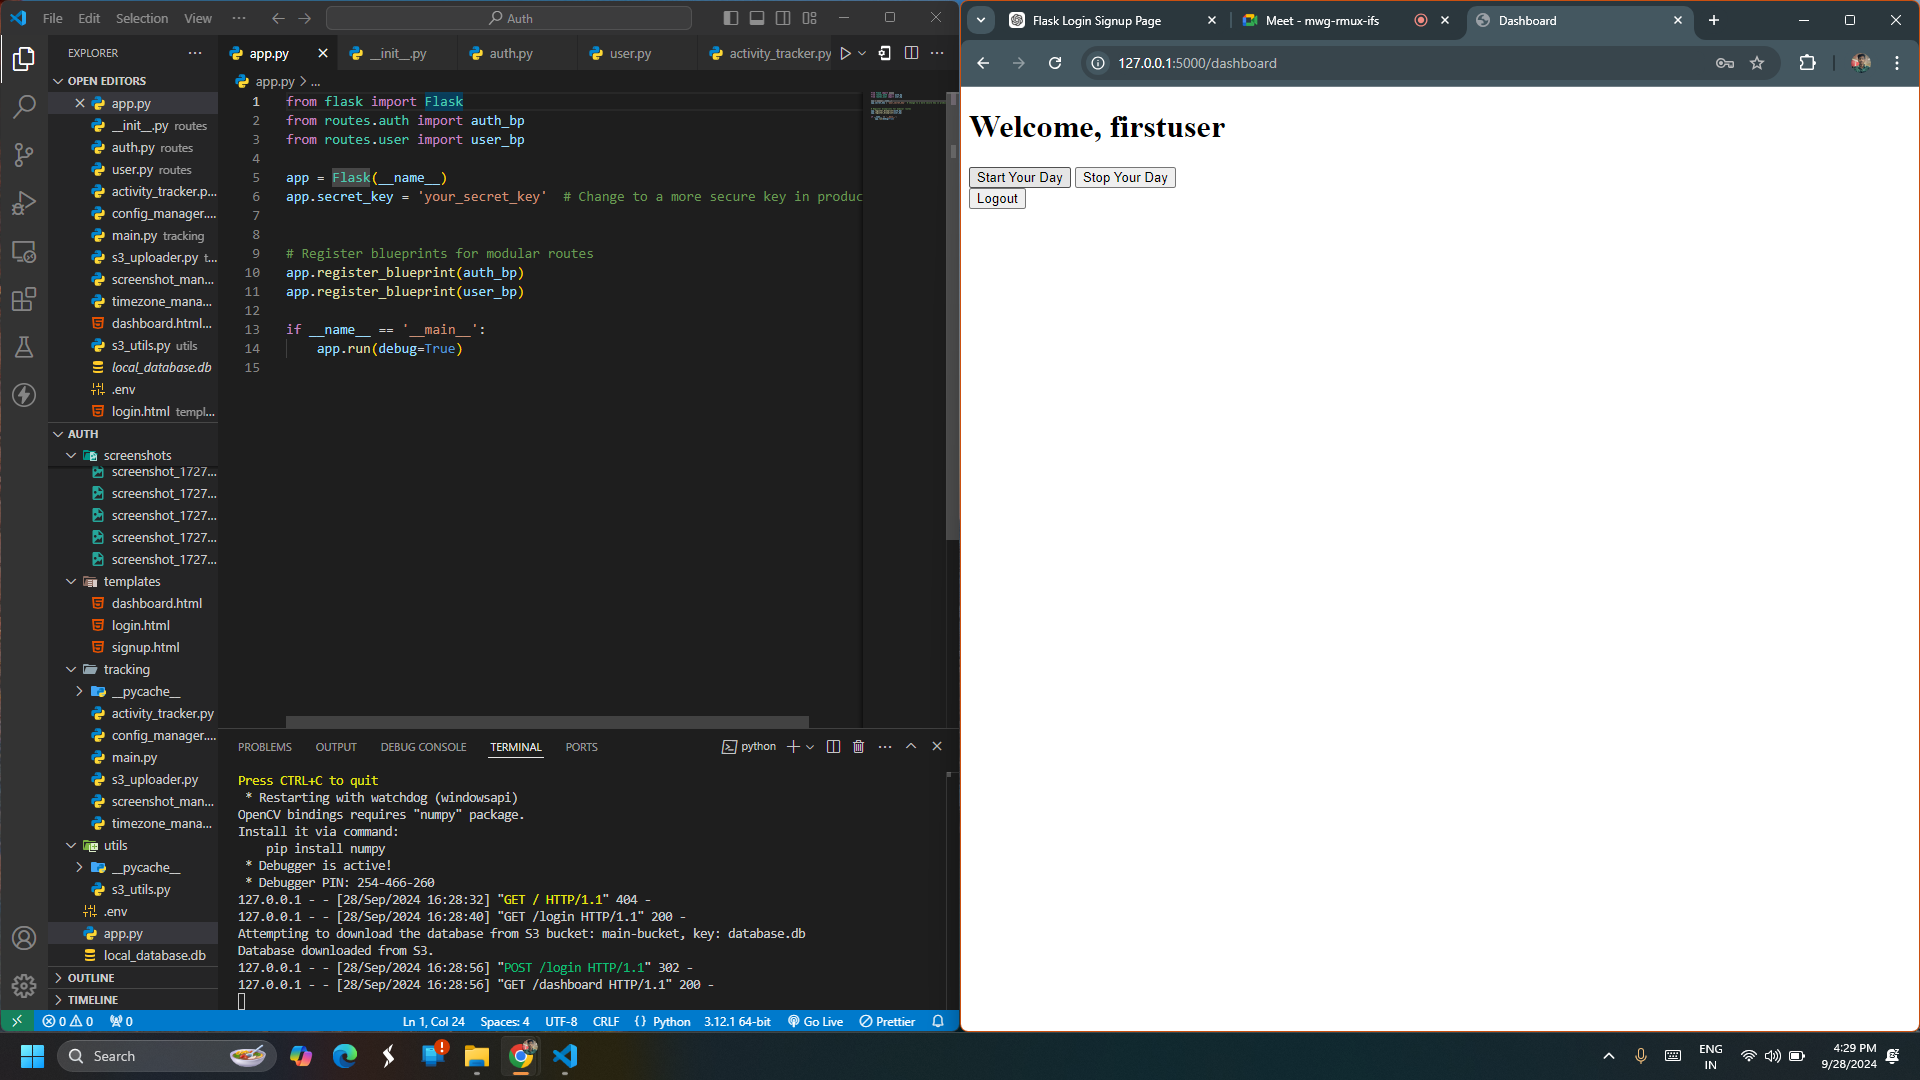 File Edit Selection View ···
Auth
EXPLORER
OPEN EDITORS
app.py
__init__.py routes
auth.py routes
user.py routes
activity_tracker.p...
config_manager....
main.py tracking
s3_uploader.py t...
screenshot_man...
timezone_mana...
dashboard.html...
s3_utils.py utils
local_database.db
.env
login.html templ...
AUTH
screenshots
screenshot_1727...
screenshot_1727...
screenshot_1727...
screenshot_1727...
screenshot_1727...
templates
dashboard.html
login.html
signup.html
tracking
__pycache__
activity_tracker.py
config_manager....
main.py
s3_uploader.py
screenshot_man...
timezone_mana...
utils
__pycache__
s3_utils.py
.env
app.py
local_database.db
OUTLINE
TIMELINE
app.py __init__.py auth.py user.py activity_tracker.py
app.py > ...
1 from flask import Flask
2 from routes.auth import auth_bp
3 from routes.user import user_bp
4
5 app = Flask(__name__)
6 app.secret_key = 'your_secret_key' # Change to a more secure key in produc
7
8
9 # Register blueprints for modular routes
10 app.register_blueprint(auth_bp)
11 app.register_blueprint(user_bp)
12
13 if __name__ == '__main__':
14 app.run(debug=True)
15
PROBLEMS OUTPUT DEBUG CONSOLE TERMINAL PORTS python
Press CTRL+C to quit
* Restarting with watchdog (windowsapi)
OpenCV bindings requires "numpy" package.
Install it via command:
pip install numpy
* Debugger is active!
* Debugger PIN: 254-466-260
127.0.0.1 - - [28/Sep/2024 16:28:32] "GET / HTTP/1.1" 404 -
127.0.0.1 - - [28/Sep/2024 16:28:40] "GET /login HTTP/1.1" 200 -
Attempting to download the database from S3 bucket: main-bucket, key: database.db
Database downloaded from S3.
127.0.0.1 - - [28/Sep/2024 16:28:56] "POST /login HTTP/1.1" 302 -
127.0.0.1 - - [28/Sep/2024 16:28:56] "GET /dashboard HTTP/1.1" 200 -
0 0 0 Ln 1, Col 24 Spaces: 4 UTF-8 CRLF {} Python 3.12.1 64-bit Go Live Prettier
Flask Login Signup Page
Meet - mwg-rmux-ifs
Dashboard
127.0.0.1:5000/dashboard
Welcome, firstuser
Start Your Day Stop Your Day
Logout
Search
ENG
IN
4:29 PM
9/28/2024